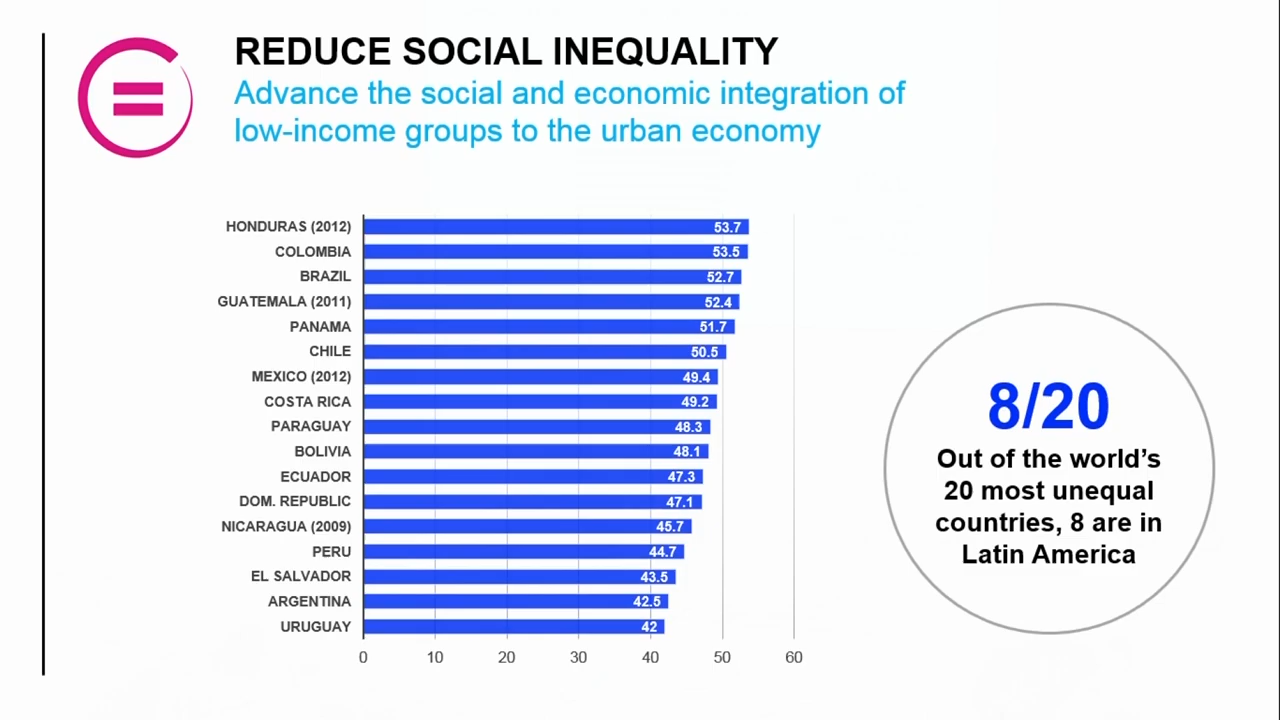 REDUCE SOCIAL INEQUALITY
Advance the social and economic integration of
low-income groups to the urban economy
HONDURAS (2012) 53.7
COLOMBIA 53.5
BRAZIL 52.7
GUATEMALA (2011) 52.4
PANAMA 51.7
CHILE 50.5
MEXICO (2012) 49.4
COSTA RICA 49.2
PARAGUAY 48.3
BOLIVIA 48.1
ECUADOR 47.3
DOM. REPUBLIC 47.1
NICARAGUA (2009) 45.7
PERU 44.7
EL SALVADOR 43.5
ARGENTINA 42.5
URUGUAY 42
0 10 20 30 40 50 60
8/20
Out of the world’s
20 most unequal
countries, 8 are in
Latin America